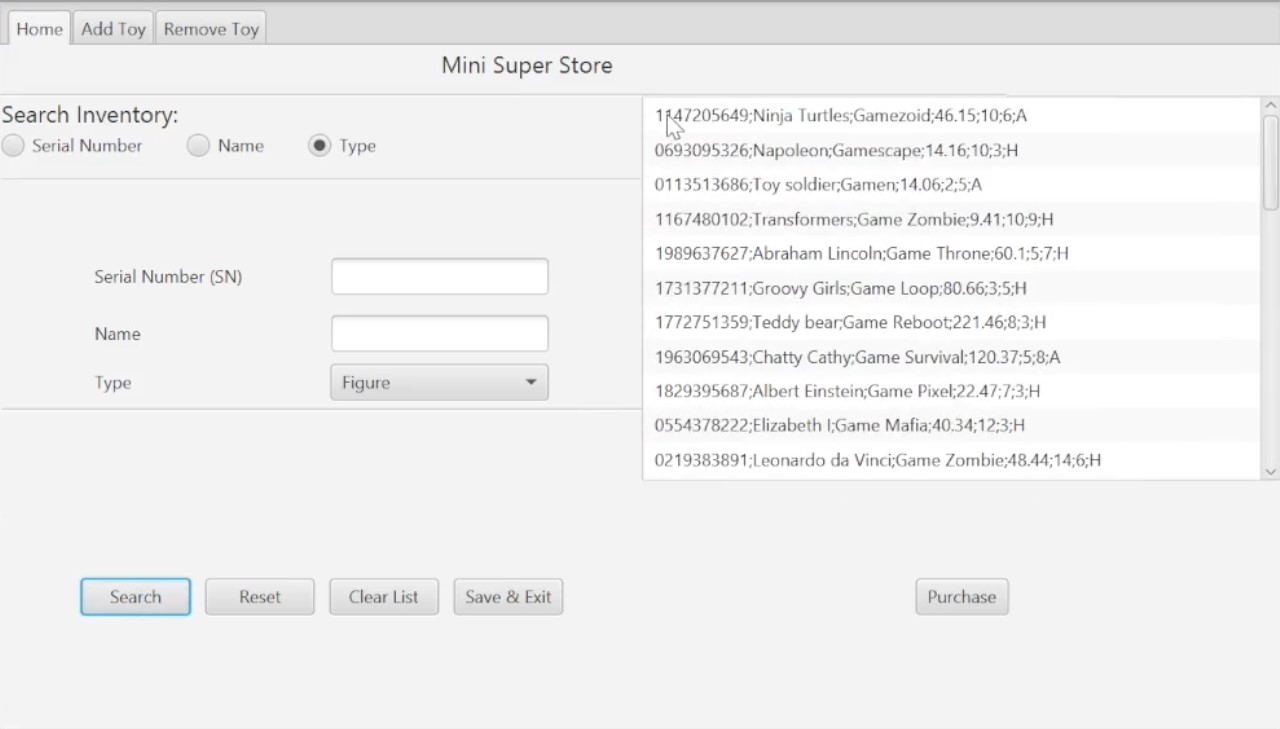 Home Add Toy Remove Toy
Mini Super Store
Search Inventory:
Serial Number Name Type
Serial Number (SN)
Name
Type Figure
1147205649;Ninja Turtles;Gamezoid;46.15;10;6;A
0693095326;Napoleon;Gamescape;14.16;10;3;H
0113513686;Toy soldier;Gamen;14.06;2;5;A
1167480102;Transformers;Game Zombie;9.41;10;9;H
1989637627;Abraham Lincoln;Game Throne;60.1;5;7;H
1731377211;Groovy Girls;Game Loop;80.66;3;5;H
1772751359;Teddy bear;Game Reboot;221.46;8;3;H
1963069543;Chatty Cathy;Game Survival;120.37;5;8;A
1829395687;Albert Einstein;Game Pixel;22.47;7;3;H
0554378222;Elizabeth I;Game Mafia;40.34;12;3;H
0219383891;Leonardo da Vinci;Game Zombie;48.44;14;6;H
Search Reset Clear List Save & Exit Purchase